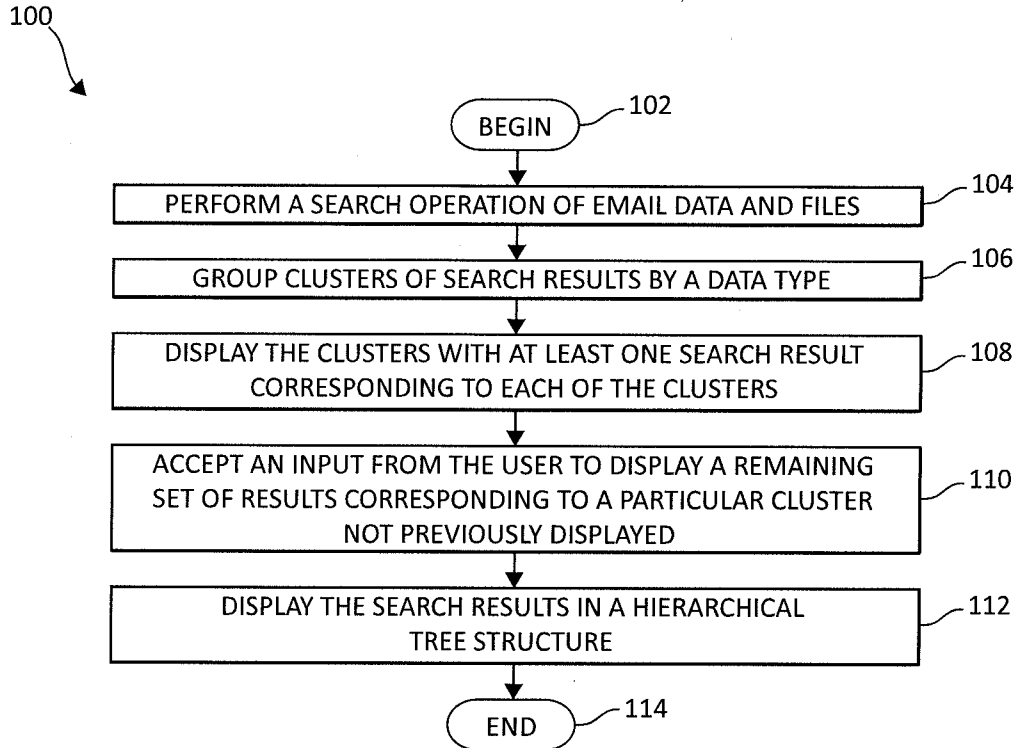 100
BEGIN
102
PERFORM A SEARCH OPERATION OF EMAIL DATA AND FILES
104
GROUP CLUSTERS OF SEARCH RESULTS BY A DATA TYPE
106
DISPLAY THE CLUSTERS WITH AT LEAST ONE SEARCH RESULT
CORRESPONDING TO EACH OF THE CLUSTERS
108
ACCEPT AN INPUT FROM THE USER TO DISPLAY A REMAINING
SET OF RESULTS CORRESPONDING TO A PARTICULAR CLUSTER
NOT PREVIOUSLY DISPLAYED
110
DISPLAY THE SEARCH RESULTS IN A HIERARCHICAL
TREE STRUCTURE
112
END
114